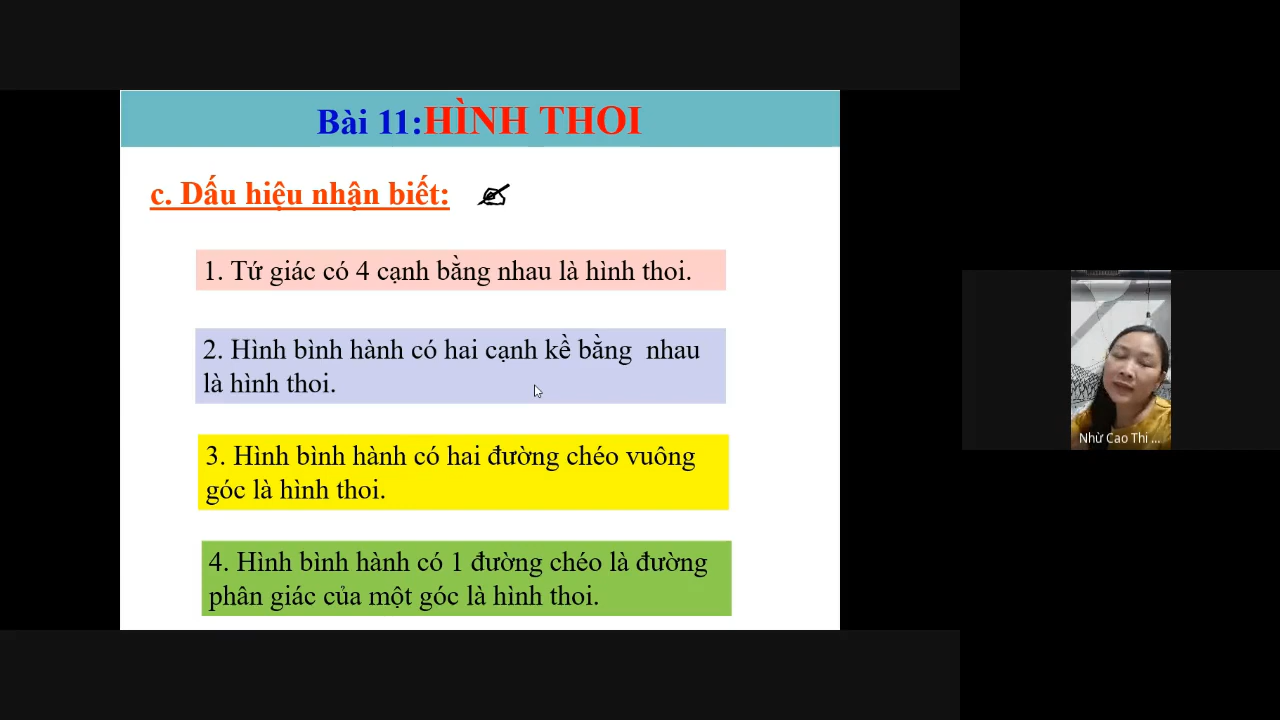 Bài 11:HÌNH THOI
c. Dấu hiệu nhận biết:
1. Tứ giác có 4 cạnh bằng nhau là hình thoi.
2. Hình bình hành có hai cạnh kề bằng  nhau
là hình thoi.
3. Hình bình hành có hai đường chéo vuông
góc là hình thoi.
4. Hình bình hành có 1 đường chéo là đường
phân giác của một góc là hình thoi.
Nhừ Cao Thi ...